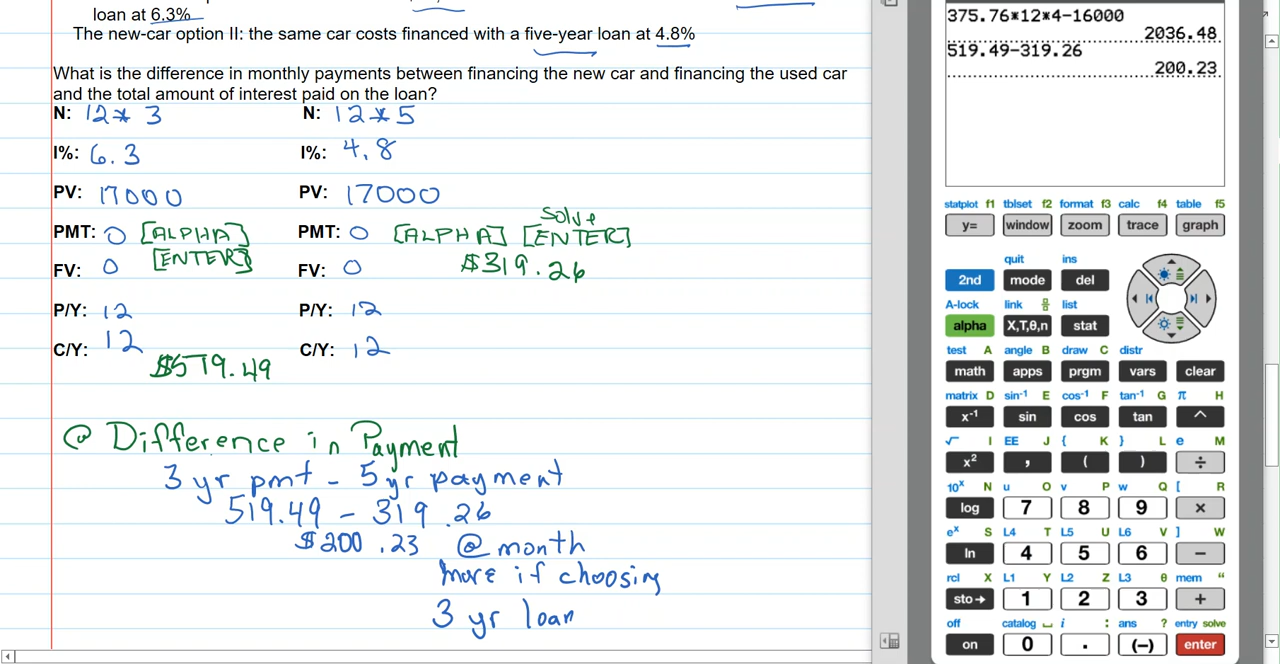 loan at 6.3%
The new-car option II: the same car costs financed with a five-year loan at 4.8%
What is the difference in monthly payments between financing the new car and financing the used car
and the total amount of interest paid on the loan?
N: 12* 3 N: 12*5
I%: 6.3 I%: 4.8
PV: 17000 PV: 17000
Solve
PMT: 0 [ALPHA] PMT: 0 [ALPHA] [ENTER]
[ENTER]
FV: 0 FV: 0 $319.26
P/Y: 12 P/Y: 12
C/Y: 12 C/Y: 12
$519.49
@ Difference in Payment
3 yr pmt - 5 yr payment
519.49 - 319.26
$200.23 @ month
more if choosing
3 yr loan
375.76*12*4-16000
2036.48
519.49-319.26
200.23
statplot f1 tblset f2 format f3 calc f4 table f5
y= window zoom trace graph
quit ins
2nd mode del
A-lock link list
alpha X,T,θ,n stat
test A angle B draw C distr
math apps prgm vars clear
matrix D sin⁻¹ E cos⁻¹ F tan⁻¹ G π H
x⁻¹ sin cos tan ^
√ I EE J { K } L e M
x² , ( ) ÷
10ˣ N u O v P w Q [ R
log 7 8 9 ×
eˣ S L4 T L5 U L6 V ] W
ln 4 5 6 −
rcl X L1 Y L2 Z L3 θ mem “
sto→ 1 2 3 +
off catalog ⎵ i : ans ? entry solve
on 0 . (−) enter